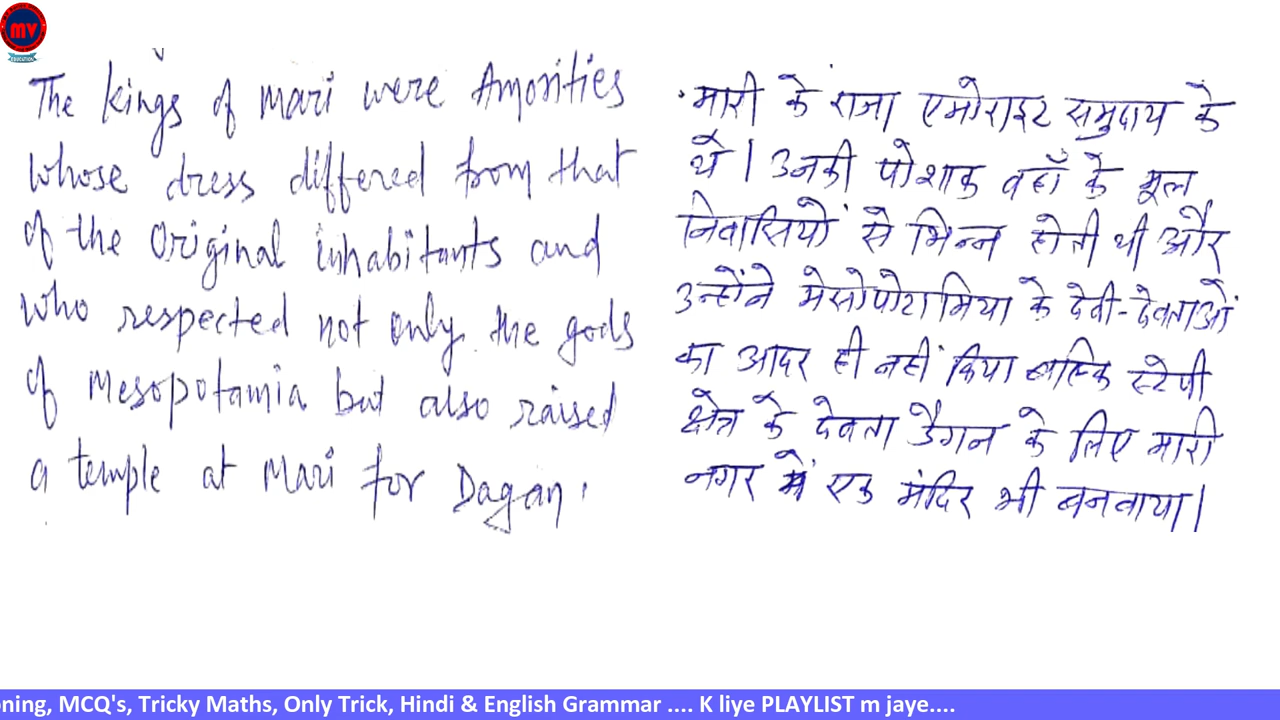 mv
EDUCATION
The kings of Mari were Amorities
whose dress differed from that
of the original inhabitants and
who respected not only the gods
of Mesopotamia but also raised
a temple at Mari for Dagan.
मारी के राजा एमोराइट समुदाय के
थे। उनकी पोशाक वहाँ के मूल
निवासियों से भिन्न होती थी और
उन्होंने मेसोपोटामिया के देवी-देवताओं
का आदर ही नहीं किया बल्कि स्टेपी
क्षेत्र के देवता डैगन के लिए मारी
नगर में एक मंदिर भी बनवाया।
ning, MCQ's, Tricky Maths, Only Trick, Hindi & English Grammar .... K liye PLAYLIST m jaye....